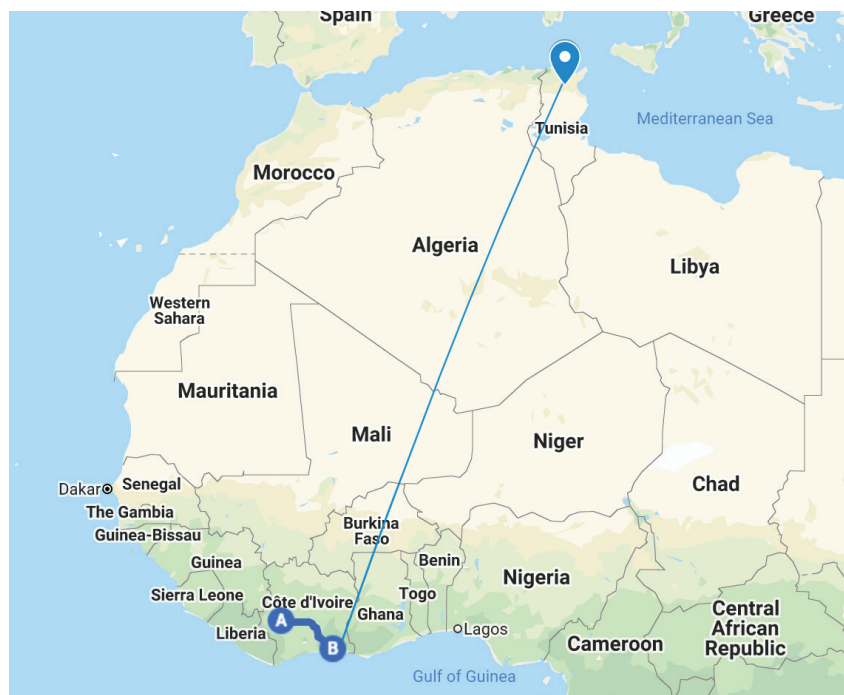 Spain
Greece
Mediterranean Sea
Tunisia
Morocco
Algeria
Libya
Western
Sahara
Mauritania
Mali
Niger
Chad
Dakar
Senegal
The Gambia
Guinea-Bissau
Burkina
Faso
Guinea
Benin
Nigeria
Sierra Leone
Togo
Côte d'Ivoire
Ghana
A
Liberia
Lagos
Central
African
Republic
Cameroon
B
Gulf of Guinea